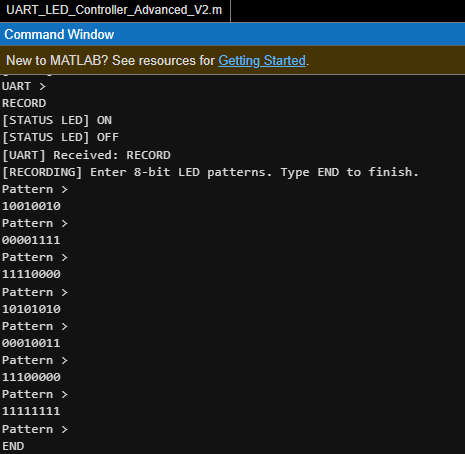 UART_LED_Controller_Advanced_V2.m
Command Window
New to MATLAB? See resources for Getting Started.
UART >
RECORD
[STATUS LED] ON
[STATUS LED] OFF
[UART] Received: RECORD
[RECORDING] Enter 8-bit LED patterns. Type END to finish.
Pattern >
10010010
Pattern >
00001111
Pattern >
11110000
Pattern >
10101010
Pattern >
00010011
Pattern >
11100000
Pattern >
11111111
Pattern >
END